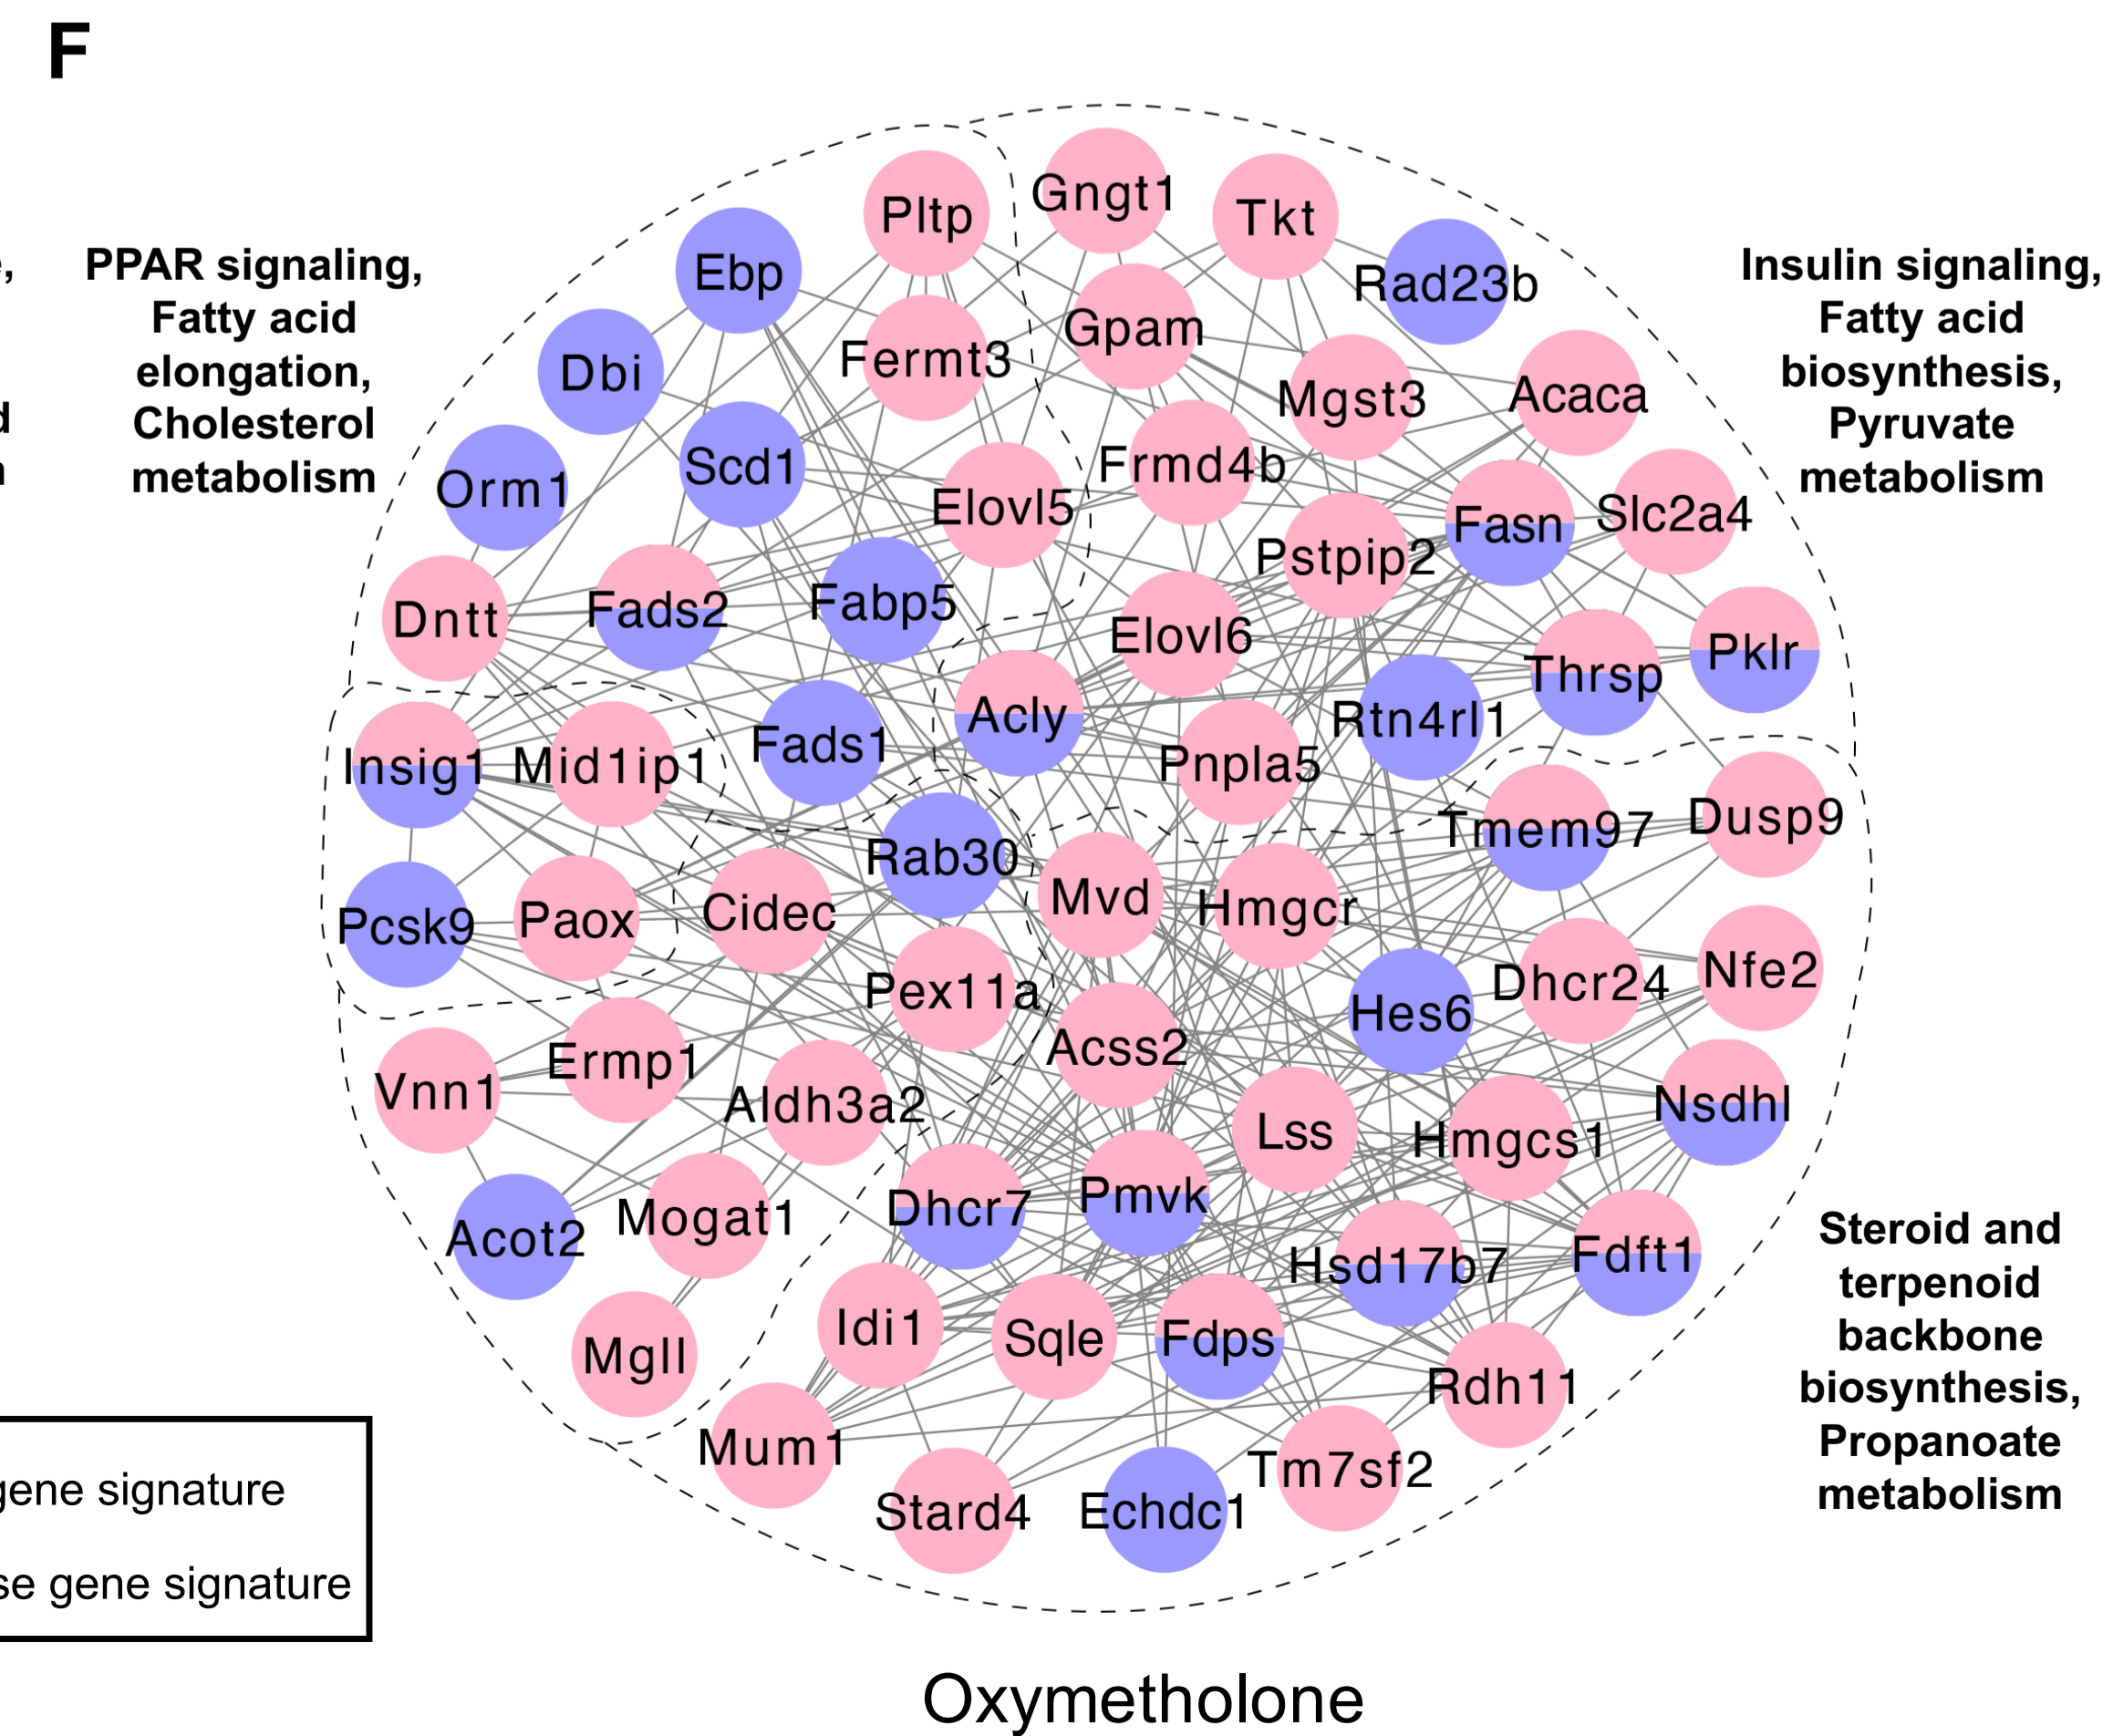 F
PPAR signaling,
Fatty acid
elongation,
Cholesterol
metabolism
Insulin signaling,
Fatty acid
biosynthesis,
Pyruvate
metabolism
Steroid and
terpenoid
backbone
biosynthesis,
Propanoate
metabolism
Pltp
Gngt1
Tkt
Ebp
Rad23b
Gpam
Fermt3
Dbi
Mgst3
Acaca
Scd1
Frmd4b
Orm1
Elovl5
Fasn
Slc2a4
Pstpip2
Fabp5
Fads2
Dntt
Elovl6
Pklr
Thrsp
Acly
Rtn4rl1
Fads1
Insig1
Mid1ip1
Pnpla5
Dusp9
Tmem97
Rab30
Mvd
Hmgcr
Cidec
Paox
Pcsk9
Nfe2
Dhcr24
Pex11a
Hes6
Acss2
Ermp1
Vnn1
Aldh3a2
Nsdhl
Lss
Hmgcs1
Pmvk
Dhcr7
Mogat1
Acot2
Fdft1
Hsd17b7
Idi1
Sqle
Fdps
Mgll
Rdh11
Mum1
Tm7sf2
Stard4
Echdc1
gene signature
se gene signature
Oxymetholone